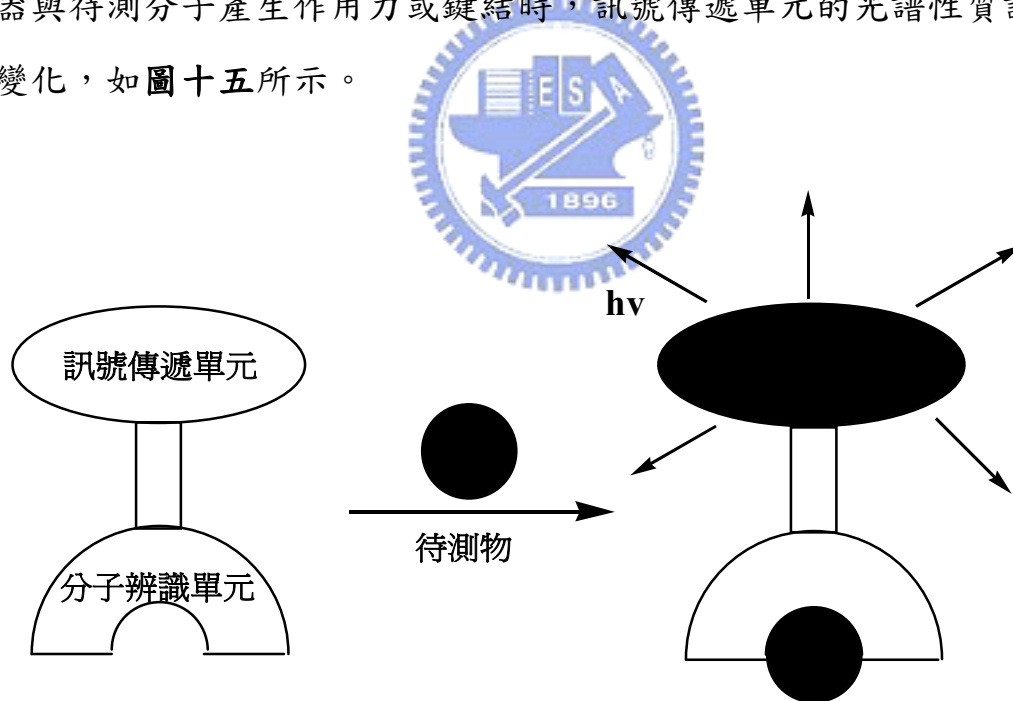 器與待測分子產生作用力或鍵結時,訊號傳遞單元的光譜性質
變化,如圖十五所示。
E S A
1896
hv
訊號傳遞單元
待測物
分子辨識單元